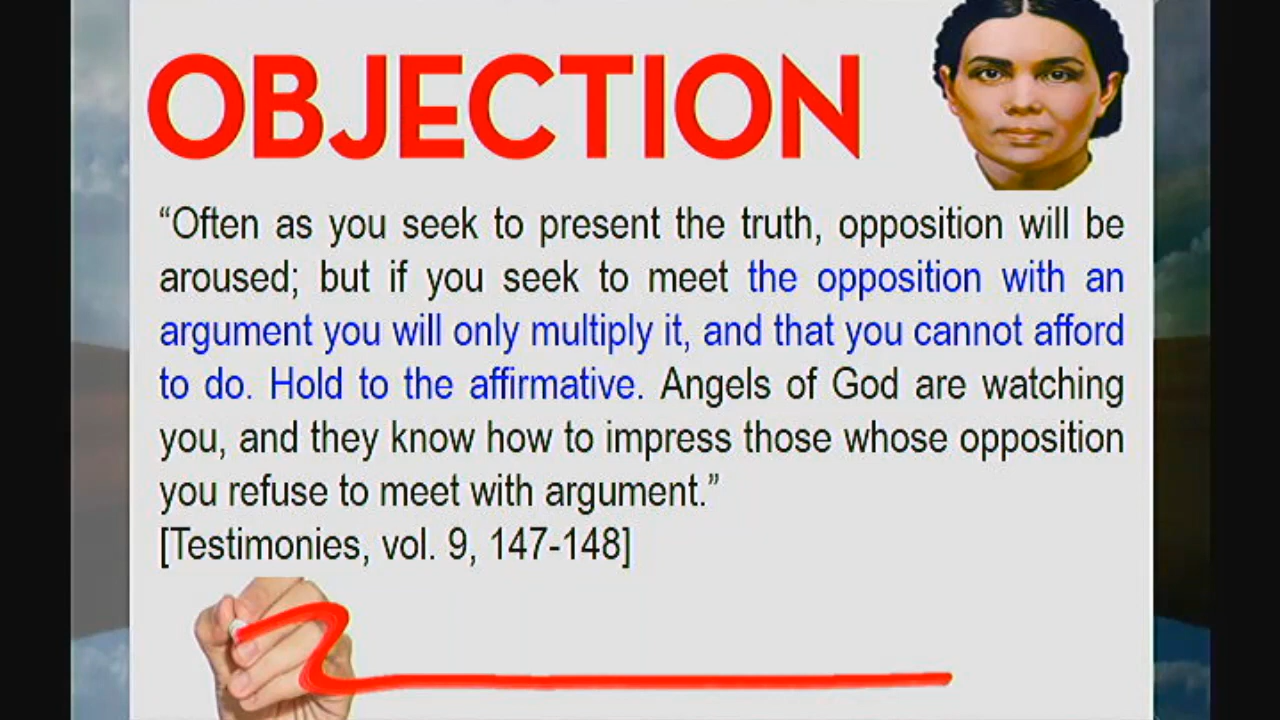 OBJECTION
“Often as you seek to present the truth, opposition will be
aroused; but if you seek to meet the opposition with an
argument you will only multiply it, and that you cannot afford
to do. Hold to the affirmative. Angels of God are watching
you, and they know how to impress those whose opposition
you refuse to meet with argument.”
[Testimonies, vol. 9, 147-148]